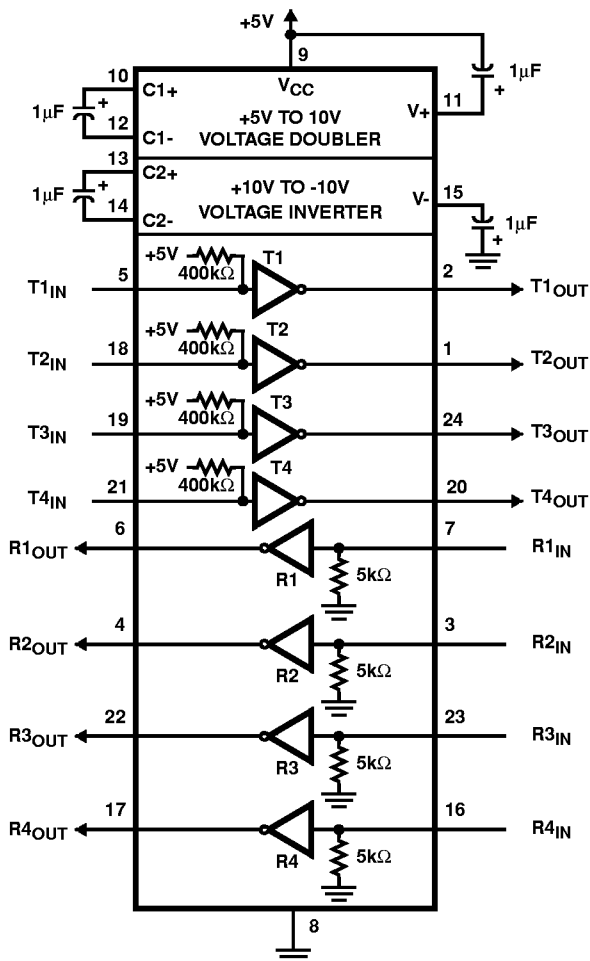 +5V
9
VCC
10
C1+
1µF
+
12
C1-
+5V TO 10V
VOLTAGE DOUBLER
V+
11
1µF
+
13
C2+
1µF
+
14
C2-
+10V TO -10V
VOLTAGE INVERTER
V-
15
1µF
+
T1IN
5
+5V
400kΩ
T1
2
T1OUT
T2IN
18
+5V
400kΩ
T2
1
T2OUT
T3IN
19
+5V
400kΩ
T3
24
T3OUT
T4IN
21
+5V
400kΩ
T4
20
T4OUT
R1OUT
6
R1
5kΩ
7
R1IN
R2OUT
4
R2
5kΩ
3
R2IN
R3OUT
22
R3
5kΩ
23
R3IN
R4OUT
17
R4
5kΩ
16
R4IN
8